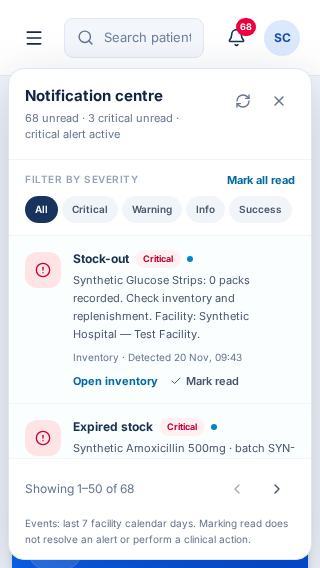 Search patient
68
SC
Notification centre
68 unread · 3 critical unread ·
critical alert active
FILTER BY SEVERITY
Mark all read
All
Critical
Warning
Info
Success
Stock-out
Critical
Synthetic Glucose Strips: 0 packs
recorded. Check inventory and
replenishment. Facility: Synthetic
Hospital — Test Facility.
Inventory · Detected 20 Nov, 09:43
Open inventory
Mark read
Expired stock
Critical
Synthetic Amoxicillin 500mg · batch SYN-
Showing 1–50 of 68
Events: last 7 facility calendar days. Marking read does
not resolve an alert or perform a clinical action.